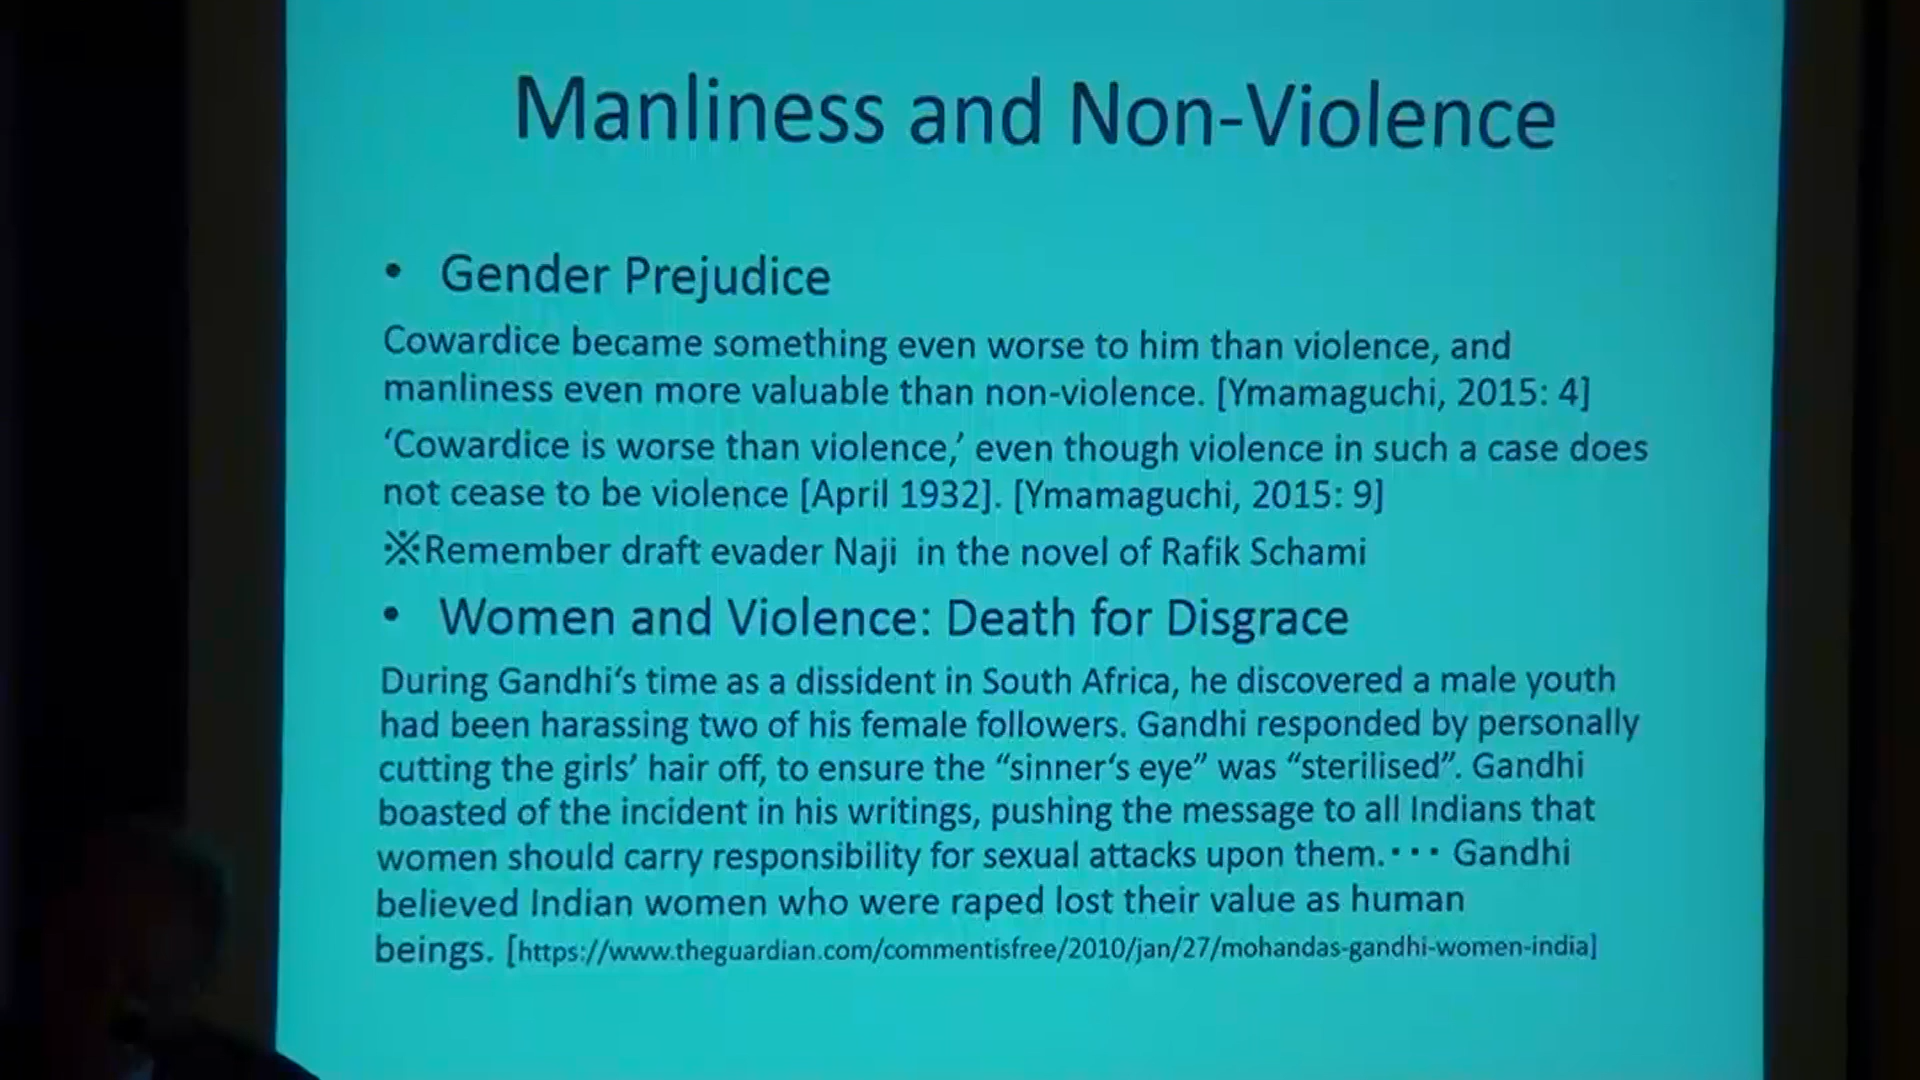 Manliness and Non-Violence
• Gender Prejudice
Cowardice became something even worse to him than violence, and
manliness even more valuable than non-violence. [Ymamaguchi, 2015: 4]
‘Cowardice is worse than violence,’ even though violence in such a case does
not cease to be violence [April 1932]. [Ymamaguchi, 2015: 9]
※Remember draft evader Naji in the novel of Rafik Schami
• Women and Violence: Death for Disgrace
During Gandhi‘s time as a dissident in South Africa, he discovered a male youth
had been harassing two of his female followers. Gandhi responded by personally
cutting the girls’ hair off, to ensure the “sinner‘s eye” was “sterilised”. Gandhi
boasted of the incident in his writings, pushing the message to all Indians that
women should carry responsibility for sexual attacks upon them.・・・ Gandhi
believed Indian women who were raped lost their value as human
beings. [https://www.theguardian.com/commentisfree/2010/jan/27/mohandas-gandhi-women-india]